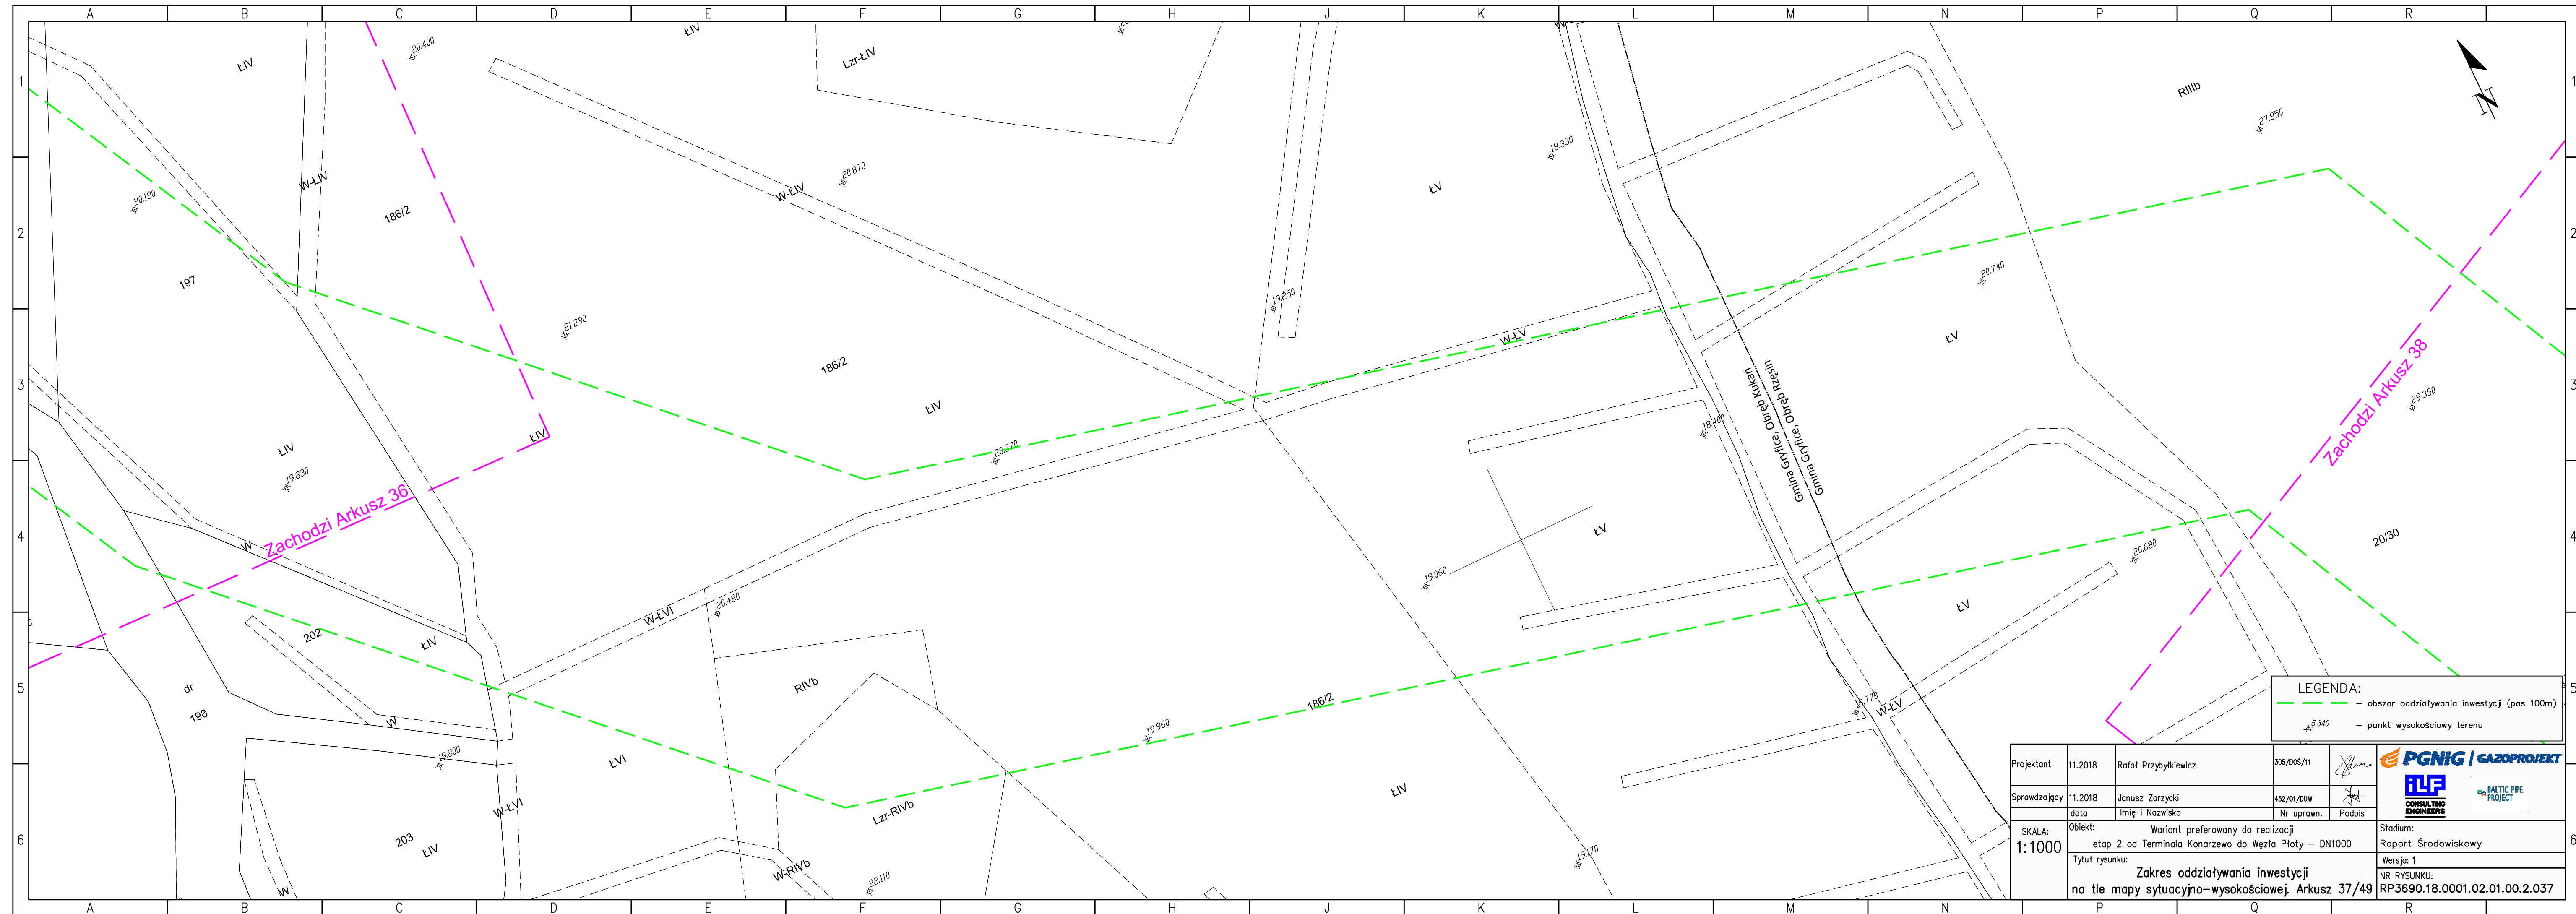 A B C D E F G H J K L M N P Q R
1 1
ŁIV
20.400
ŁIV
Lzr-ŁIV
RIIIb
27.850
N
W-ŁIV
186/2
20.180
20.870
W-ŁIV
18.330
ŁV
2 2
197
21.290
19.250
20.740
3 3
186/2
ŁIV
W-ŁV
ŁV
Gmina Gryfice, Obręb Kukań
Gmina Gryfice, Obręb Rzęsin
Zachodzi Arkusz 38
29.350
ŁIV
ŁIV
19.830
20.370
18.400
Zachodzi Arkusz 36
W
4 4
ŁV
19.060
20.680
20/30
20.480
W-ŁVI
ŁV
202
ŁIV
5 5
dr
198
W
RIVb
186/2
19.960
18.770
W-ŁV
19.800
ŁVI
W-ŁVI
Lzr-RIVb
ŁIV
6 6
203
ŁIV
W
W-RIVb
22.110
19.170
LEGENDA:
– obszar oddziaływania inwestycji (pas 100m)
5.340 – punkt wysokościowy terenu
Projektant 11.2018 Rafał Przybyłkiewicz 305/DOŚ/11
Sprawdzający 11.2018 Janusz Zarzycki 452/01/DUW
data Imię i Nazwisko Nr uprawn. Podpis
PGNiG | GAZOPROJEKT
ILF
CONSULTING
ENGINEERS
BALTIC PIPE
PROJECT
SKALA:
1:1000
Obiekt: Wariant preferowany do realizacji
etap 2 od Terminala Konarzewo do Węzła Płoty – DN1000
Stadium:
Raport Środowiskowy
Tytuł rysunku:
Zakres oddziaływania inwestycji
na tle mapy sytuacyjno-wysokościowej. Arkusz 37/49
Wersja: 1
NR RYSUNKU:
RP3690.18.0001.02.01.00.2.037
A B C D E F G H J K L M N P Q R